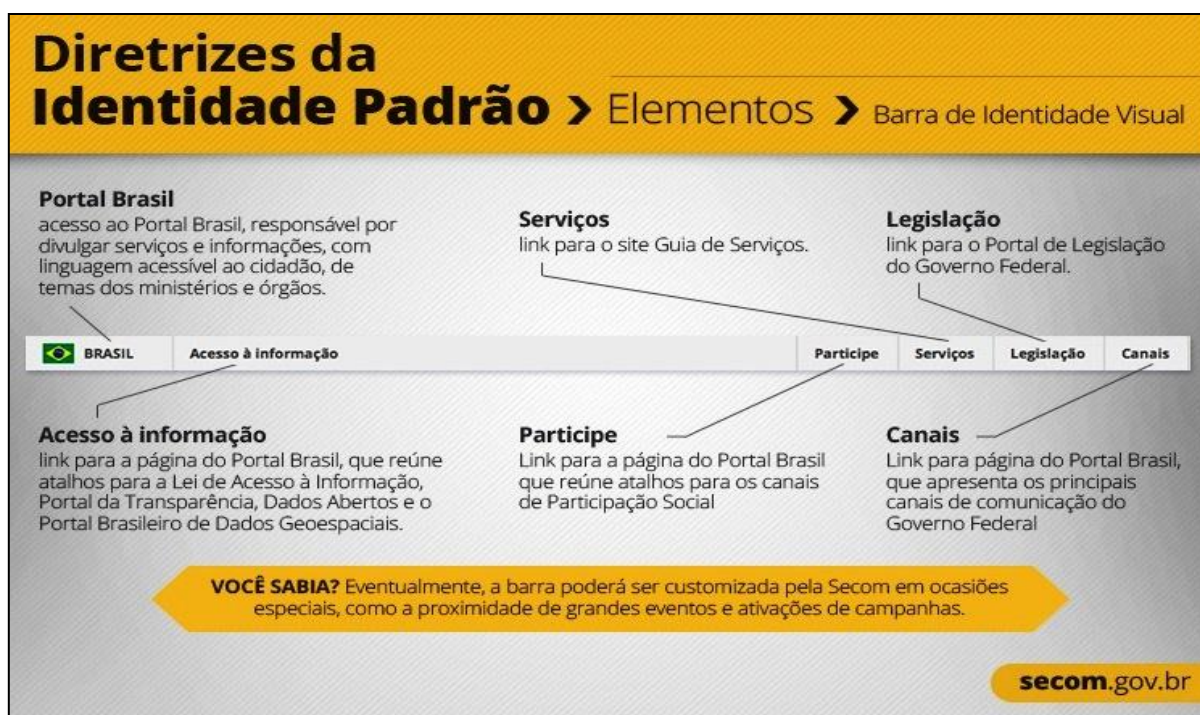 Diretrizes da
Identidade Padrão > Elementos > Barra de Identidade Visual
Portal Brasil
acesso ao Portal Brasil, responsável por
divulgar serviços e informações, com
linguagem acessível ao cidadão, de
temas dos ministérios e órgãos.
Serviços
link para o site Guia de Serviços.
Legislação
link para o Portal de Legislação
do Governo Federal.
BRASIL Acesso à informação Participe Serviços Legislação Canais
Acesso à informação
link para a página do Portal Brasil, que reúne
atalhos para a Lei de Acesso à Informação,
Portal da Transparência, Dados Abertos e o
Portal Brasileiro de Dados Geoespaciais.
Participe
Link para a página do Portal Brasil
que reúne atalhos para os canais
de Participação Social
Canais
Link para página do Portal Brasil,
que apresenta os principais
canais de comunicação do
Governo Federal
VOCÊ SABIA? Eventualmente, a barra poderá ser customizada pela Secom em ocasiões
especiais, como a proximidade de grandes eventos e ativações de campanhas.
secom.gov.br